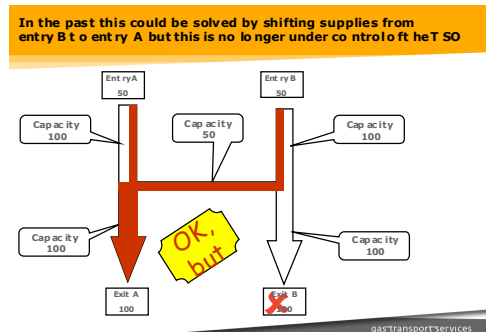 In the past this could be solved by shifting supplies from
entry B to entry A but this is no longer under control of the TSO
Entry A
50
Entry B
50
Capacity
100
Capacity
50
Capacity
100
Capacity
100
OK,
but
Capacity
100
Exit A
100
Exit B
100
gas transport services